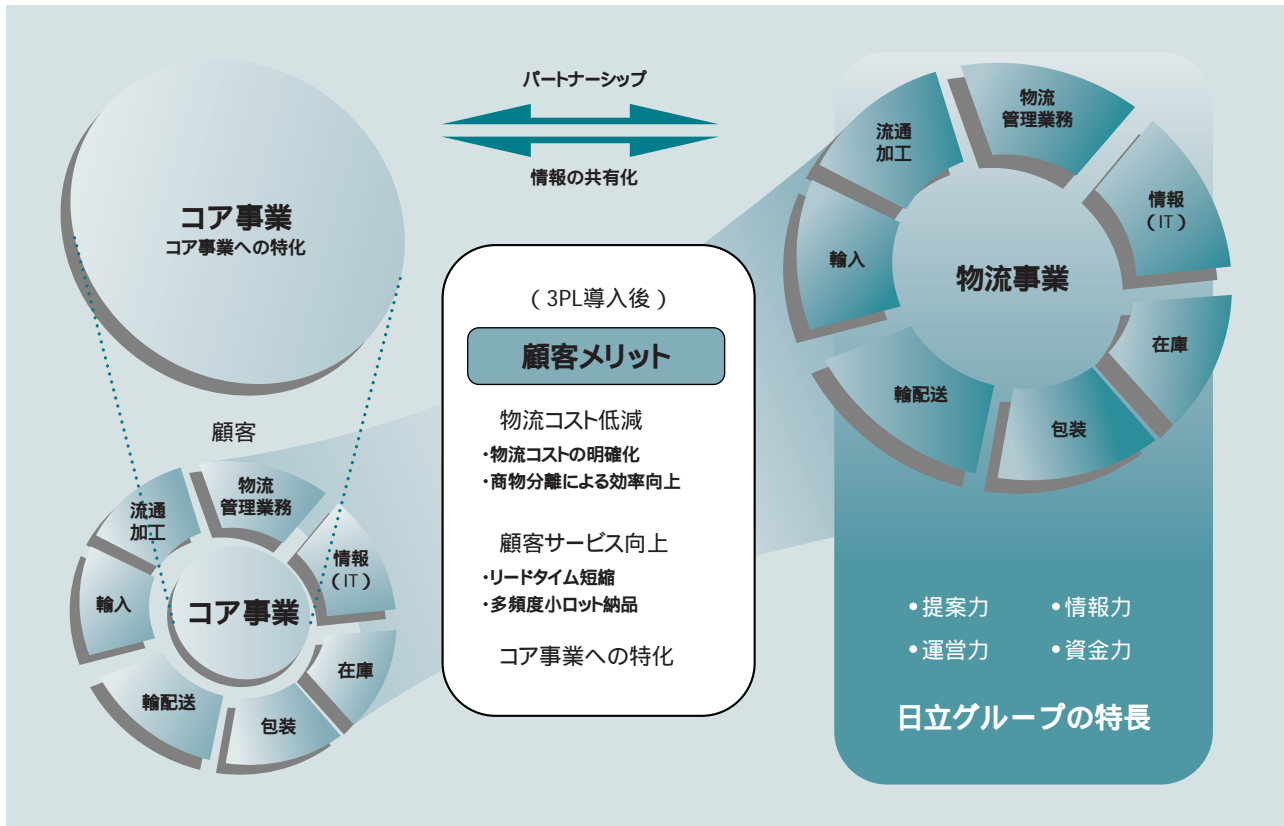 パートナーシップ
情報の共有化
コア事業
コア事業への特化
顧客
物流
管理業務
情報
(IT)
在庫
包装
輸配送
輸入
流通
加工
コア事業
(3PL導入後)
顧客メリット
物流コスト低減
・物流コストの明確化
・商物分離による効率向上
顧客サービス向上
・リードタイム短縮
・多頻度小ロット納品
コア事業への特化
物流
管理業務
情報
(IT)
在庫
包装
輸配送
輸入
流通
加工
物流事業
•提案力 •情報力
•運営力 •資金力
日立グループの特長